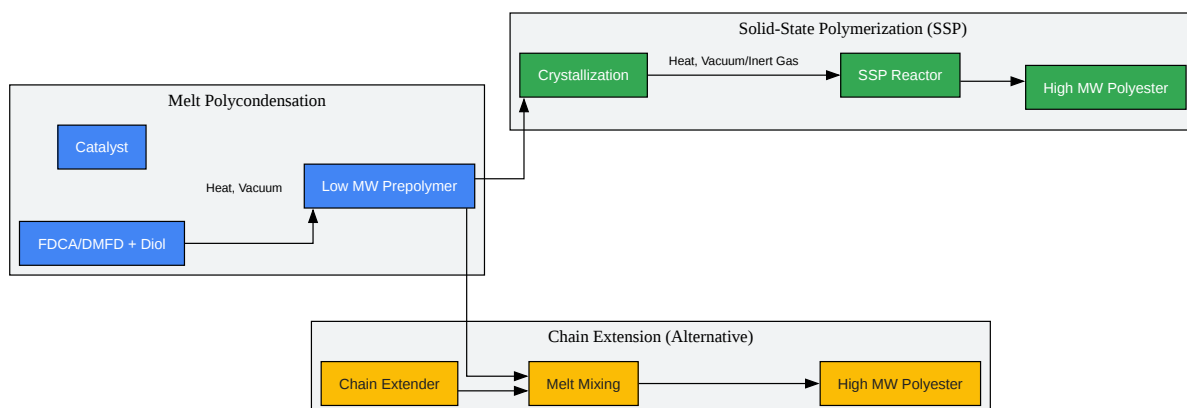 Solid-State Polymerization (SSP)
Crystallization
Heat, Vacuum/Inert Gas
SSP Reactor
High MW Polyester
Melt Polycondensation
Catalyst
Heat, Vacuum
Low MW Prepolymer
FDCA/DMFD + Diol
Chain Extension (Alternative)
Chain Extender
Melt Mixing
High MW Polyester